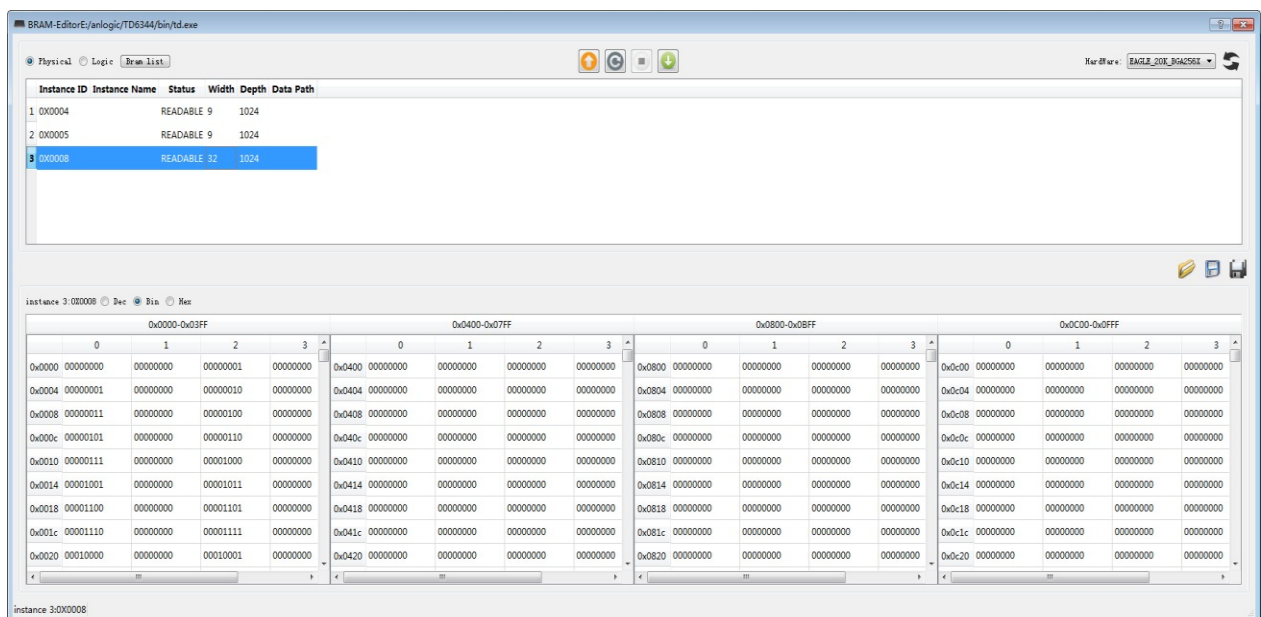 BRAM-EditorE:/anlogic/TD6344/bin/td.exe
Physical Logic Bram list HardWare: EAGLE_20K_BGA256X
Instance ID Instance Name Status Width Depth Data Path
1 0X0004 READABLE 9 1024
2 0X0005 READABLE 9 1024
3 0X0008 READABLE 32 1024
instance 3:0X0008 Dec Bin Hex
0x0000-0x03FF 0x0400-0x07FF 0x0800-0x0BFF 0x0C00-0x0FFF
0 1 2 3 0 1 2 3 0 1 2 3 0 1 2 3
0x0000 00000000 00000000 00000001 00000000 0x0400 00000000 00000000 00000000 00000000 0x0800 00000000 00000000 00000000 00000000 0x0c00 00000000 00000000 00000000 00000000
0x0004 00000001 00000000 00000010 00000000 0x0404 00000000 00000000 00000000 00000000 0x0804 00000000 00000000 00000000 00000000 0x0c04 00000000 00000000 00000000 00000000
0x0008 00000011 00000000 00000100 00000000 0x0408 00000000 00000000 00000000 00000000 0x0808 00000000 00000000 00000000 00000000 0x0c08 00000000 00000000 00000000 00000000
0x000c 00000101 00000000 00000110 00000000 0x040c 00000000 00000000 00000000 00000000 0x080c 00000000 00000000 00000000 00000000 0x0c0c 00000000 00000000 00000000 00000000
0x0010 00000111 00000000 00001000 00000000 0x0410 00000000 00000000 00000000 00000000 0x0810 00000000 00000000 00000000 00000000 0x0c10 00000000 00000000 00000000 00000000
0x0014 00001001 00000000 00001011 00000000 0x0414 00000000 00000000 00000000 00000000 0x0814 00000000 00000000 00000000 00000000 0x0c14 00000000 00000000 00000000 00000000
0x0018 00001100 00000000 00001101 00000000 0x0418 00000000 00000000 00000000 00000000 0x0818 00000000 00000000 00000000 00000000 0x0c18 00000000 00000000 00000000 00000000
0x001c 00001110 00000000 00001111 00000000 0x041c 00000000 00000000 00000000 00000000 0x081c 00000000 00000000 00000000 00000000 0x0c1c 00000000 00000000 00000000 00000000
0x0020 00010000 00000000 00010001 00000000 0x0420 00000000 00000000 00000000 00000000 0x0820 00000000 00000000 00000000 00000000 0x0c20 00000000 00000000 00000000 00000000
instance 3:0X0008